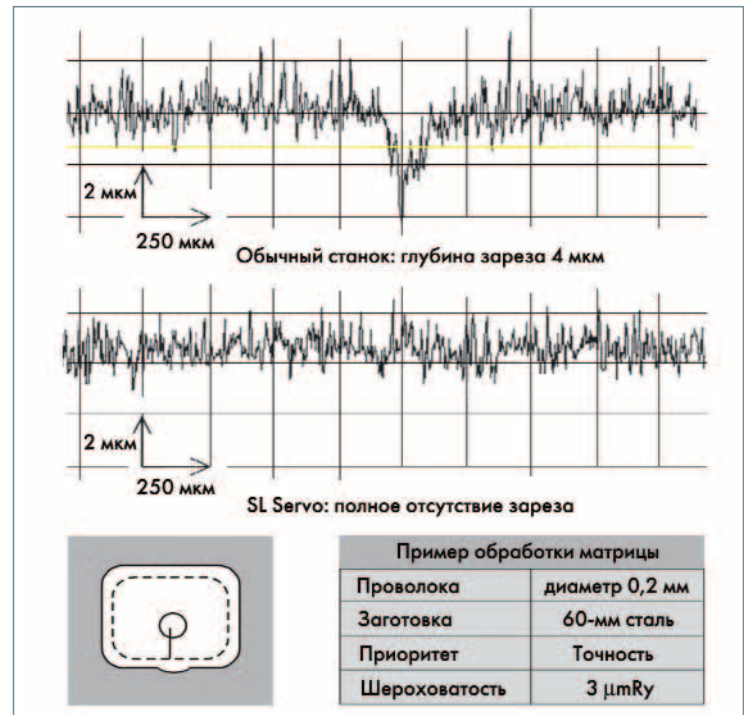 2 мкм
250 мкм
Обычный станок: глубина зареза 4 мкм
2 мкм
250 мкм
SL Servo: полное отсутствие зареза
Пример обработки матрицы
Проволока диаметр 0,2 мм
Заготовка 60-мм сталь
Приоритет Точность
Шероховатость 3 μmRy